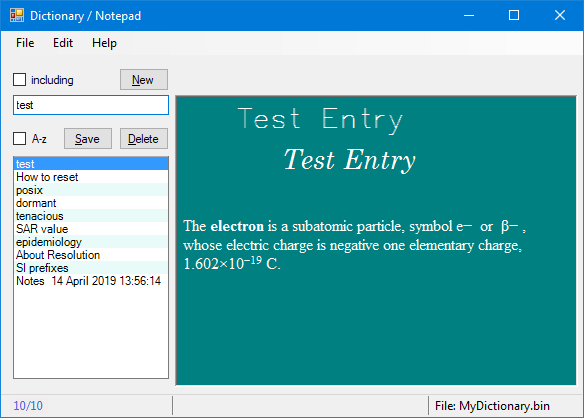 Dictionary / Notepad
File Edit Help
including New
test
A-z Save Delete
test
How to reset
posix
dormant
tenacious
SAR value
epidemiology
About Resolution
SI prefixes
Notes 14 April 2019 13:56:14
Test Entry
Test Entry
The electron is a subatomic particle, symbol e− or β− ,
whose electric charge is negative one elementary charge,
1.602×10⁻¹⁹ C.
10/10
File: MyDictionary.bin